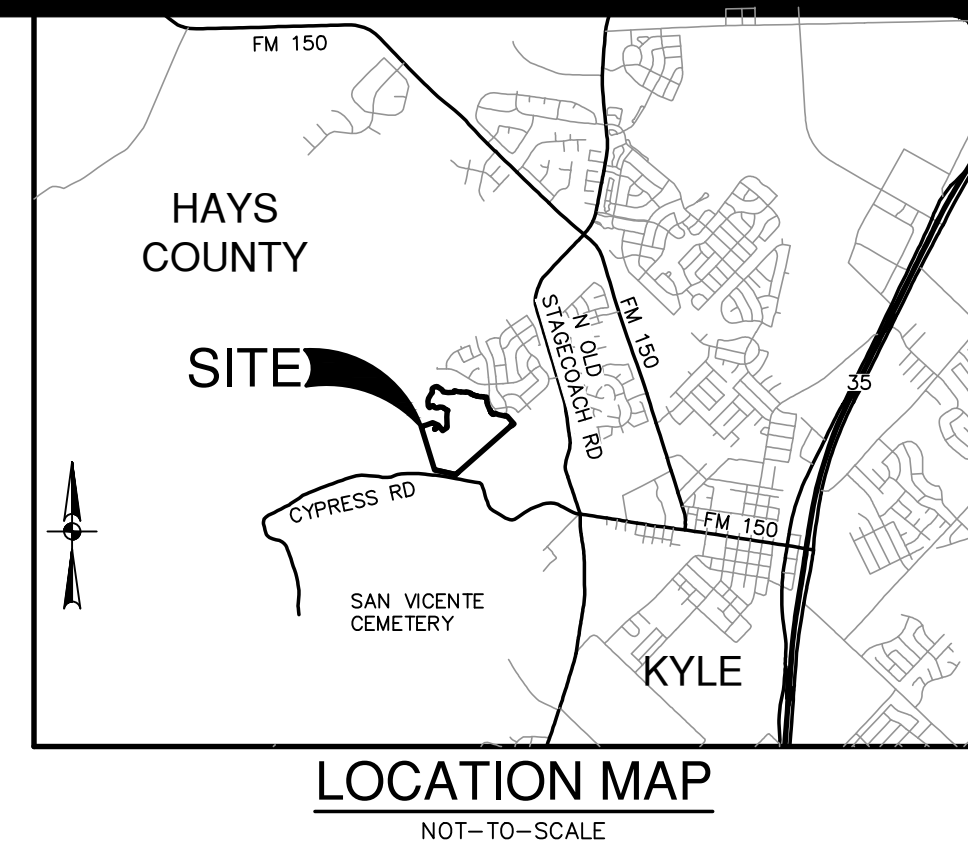 FM 150
HAYS
COUNTY
SITE
N OLD
STAGECOACH RD
FM 150
35
CYPRESS RD
FM 150
SAN VICENTE
CEMETERY
KYLE
LOCATION MAP
NOT-TO-SCALE